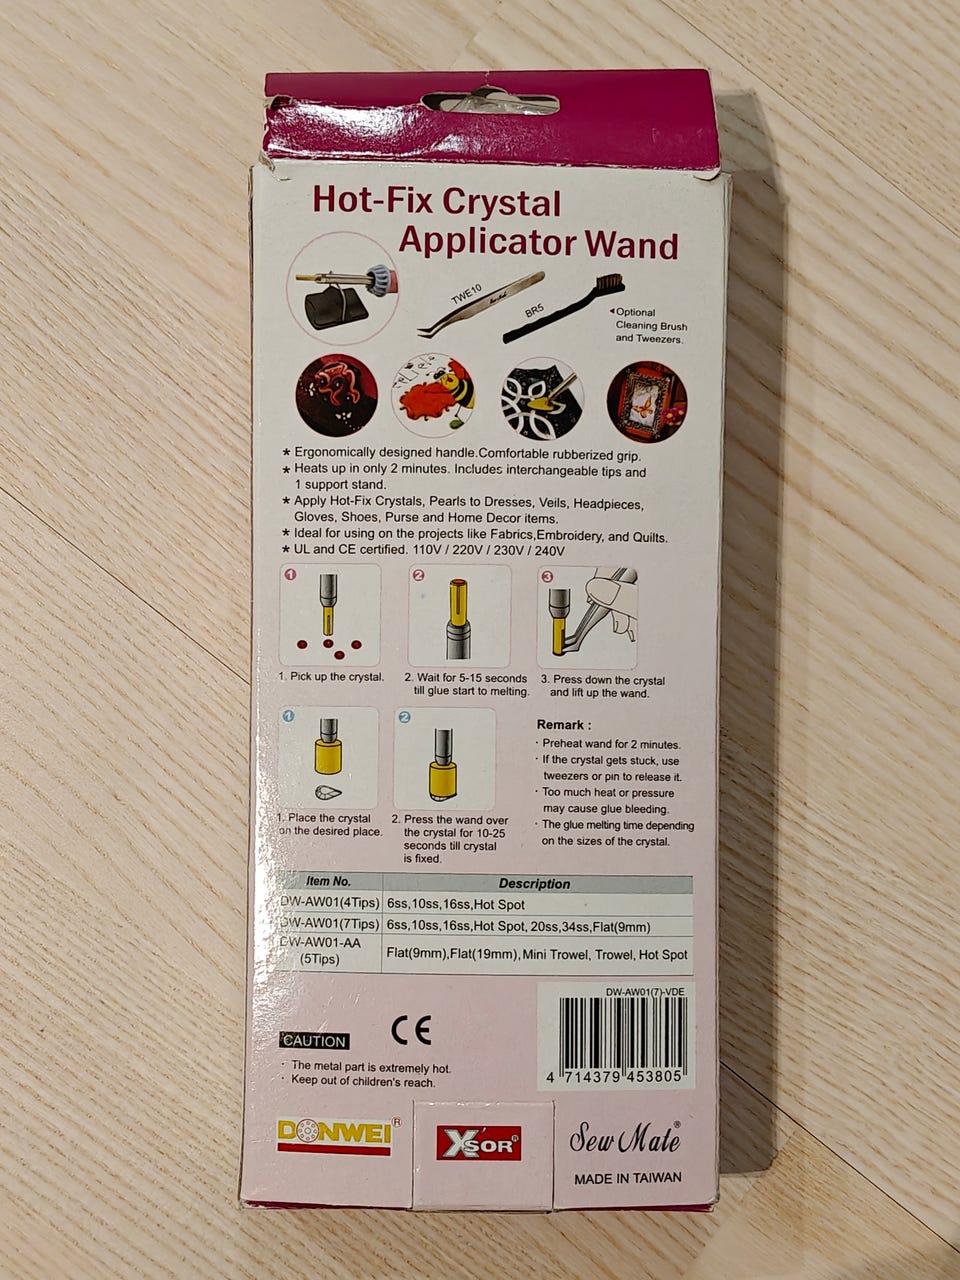 Hot-Fix Crystal
Applicator Wand
TWE10
BR5
Optional
Cleaning Brush
and Tweezers.
* Ergonomically designed handle.Comfortable rubberized grip.
* Heats up in only 2 minutes. Includes interchangeable tips and
1 support stand.
* Apply Hot-Fix Crystals, Pearls to Dresses, Veils, Headpieces,
Gloves, Shoes, Purse and Home Decor items.
* Ideal for using on the projects like Fabrics,Embroidery, and Quilts.
* UL and CE certified. 110V / 220V / 230V / 240V
1
2
3
1. Pick up the crystal.
2. Wait for 5-15 seconds
till glue start to melting.
3. Press down the crystal
and lift up the wand.
1
2
1. Place the crystal
on the desired place.
2. Press the wand over
the crystal for 10-25
seconds till crystal
is fixed.
Remark :
· Preheat wand for 2 minutes.
· If the crystal gets stuck, use
tweezers or pin to release it.
· Too much heat or pressure
may cause glue bleeding.
· The glue melting time depending
on the sizes of the crystal.
Item No. Description
DW-AW01(4Tips) 6ss,10ss,16ss,Hot Spot
DW-AW01(7Tips) 6ss,10ss,16ss,Hot Spot, 20ss,34ss,Flat(9mm)
DW-AW01-AA
(5Tips) Flat(9mm),Flat(19mm), Mini Trowel, Trowel, Hot Spot
DW-AW01(7)-VDE
4 714379 453805
CAUTION
CE
· The metal part is extremely hot.
· Keep out of children's reach.
DONWEI®
X'SOR®
Sew Mate®
MADE IN TAIWAN